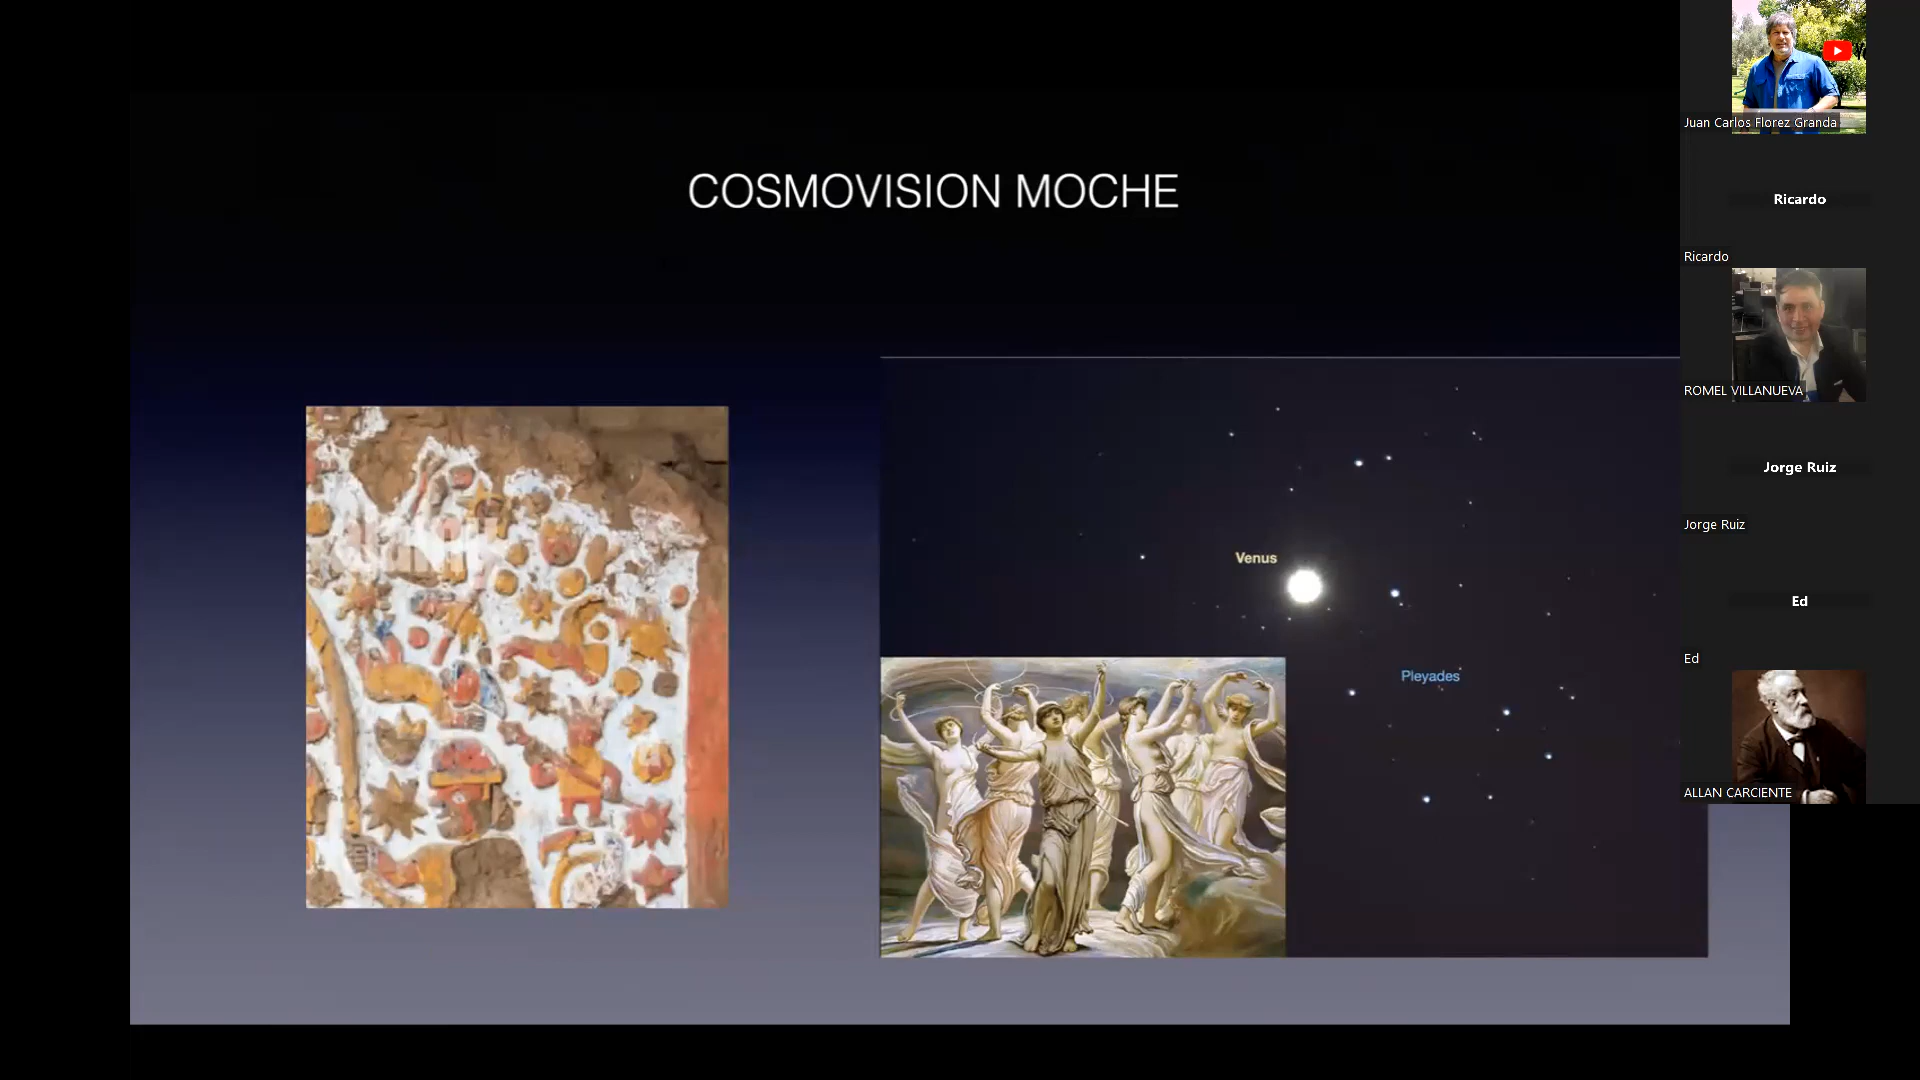 COSMOVISION MOCHE
alamy
Venus
Pleyades
Juan Carlos Florez Granda
Ricardo
Ricardo
ROMEL VILLANUEVA
Jorge Ruiz
Jorge Ruiz
Ed
Ed
ALLAN CARCIENTE